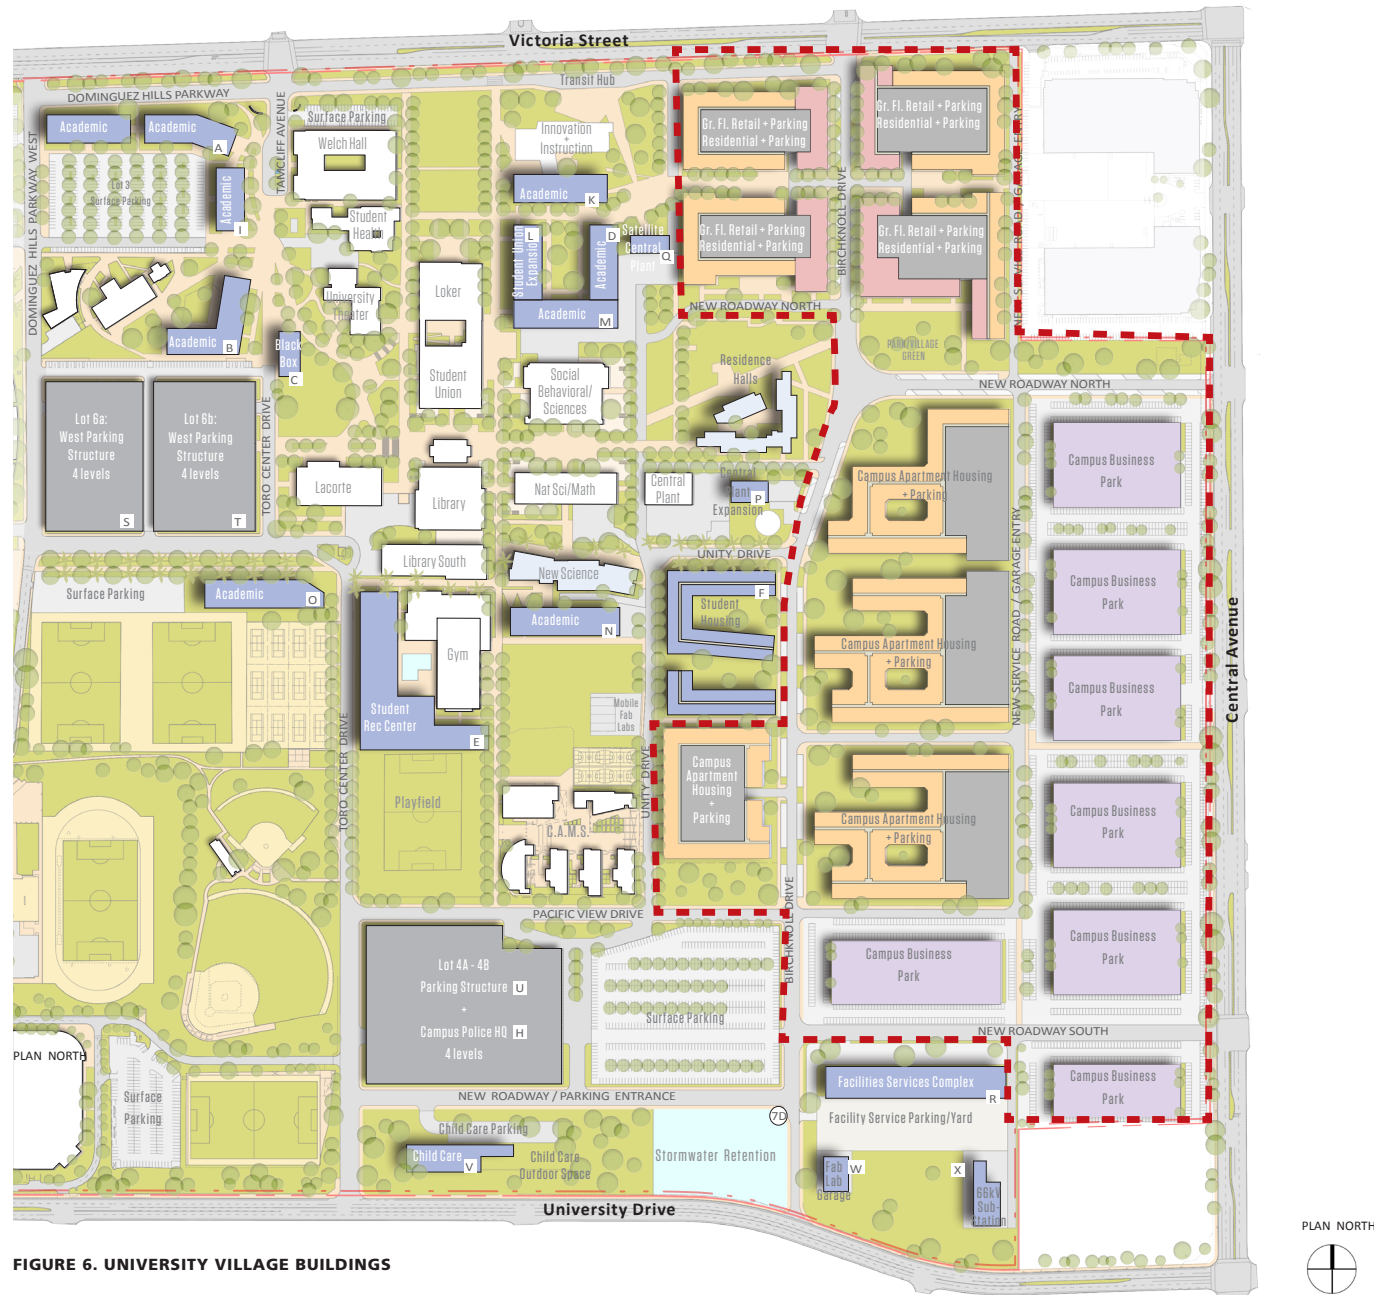 Victoria Street
Transit Hub
DOMINGUEZ HILLS PARKWAY
DOMINGUEZ HILLS PARKWAY WEST
TAMCLIFF AVENUE
Surface Parking
Academic
Academic
A
Welch Hall
Innovation
+
Instruction
Gr. Fl. Retail + Parking
Residential + Parking
Gr. Fl. Retail + Parking
Residential + Parking
Lot 3
Surface Parking
Academic
I
Academic
K
Student
Health
L
Student Union
Expansion
D
Academic
Satellite
Central
Plant
Q
Academic
M
BIRCHKNOLL DRIVE
Gr. Fl. Retail + Parking
Residential + Parking
Gr. Fl. Retail + Parking
Residential + Parking
University
Theater
Loker
Student
Union
NEW ROADWAY NORTH
Academic
B
Black
Box
C
Residence
Halls
PARK/VILLAGE
GREEN
NEW ROADWAY NORTH
Social
Behavioral/
Sciences
Lot 6a:
West Parking
Structure
4 levels
S
Lot 6b:
West Parking
Structure
4 levels
T
TORO CENTER DRIVE
Lacorte
Library
Nat Sci/Math
Central
Plant
Central
Plant
P
Expansion
Campus Apartment Housing
+ Parking
Campus Business
Park
NEW SERVICE ROAD / GARAGE ENTRY
UNITY DRIVE
Library South
New Science
Surface Parking
Academic
O
Academic
N
F
Student
Housing
Campus Business
Park
Gym
Student
Rec Center
E
Mobile
Fab
Labs
Campus Apartment Housing
+ Parking
Campus Business
Park
Central Avenue
TORO CENTER DRIVE
UNITY DRIVE
Campus
Apartment
Housing
+
Parking
Playfield
C.A.M.S.
Campus Apartment Housing
+ Parking
Campus Business
Park
BIRCHKNOLL DRIVE
PACIFIC VIEW DRIVE
Lot 4A - 4B
Parking Structure
U
+
Campus Police HQ
H
4 levels
Surface Parking
Campus Business
Park
Campus Business
Park
NEW ROADWAY SOUTH
PLAN NORTH
Surface
Parking
NEW ROADWAY / PARKING ENTRANCE
Facilities Services Complex
R
Facility Service Parking/Yard
Campus Business
Park
7D
Child Care Parking
Child Care
V
Child Care
Outdoor Space
Stormwater Retention
Fab
Lab
W
Garage
X
66kV
Sub-
Station
University Drive
PLAN NORTH
FIGURE 6. UNIVERSITY VILLAGE BUILDINGS